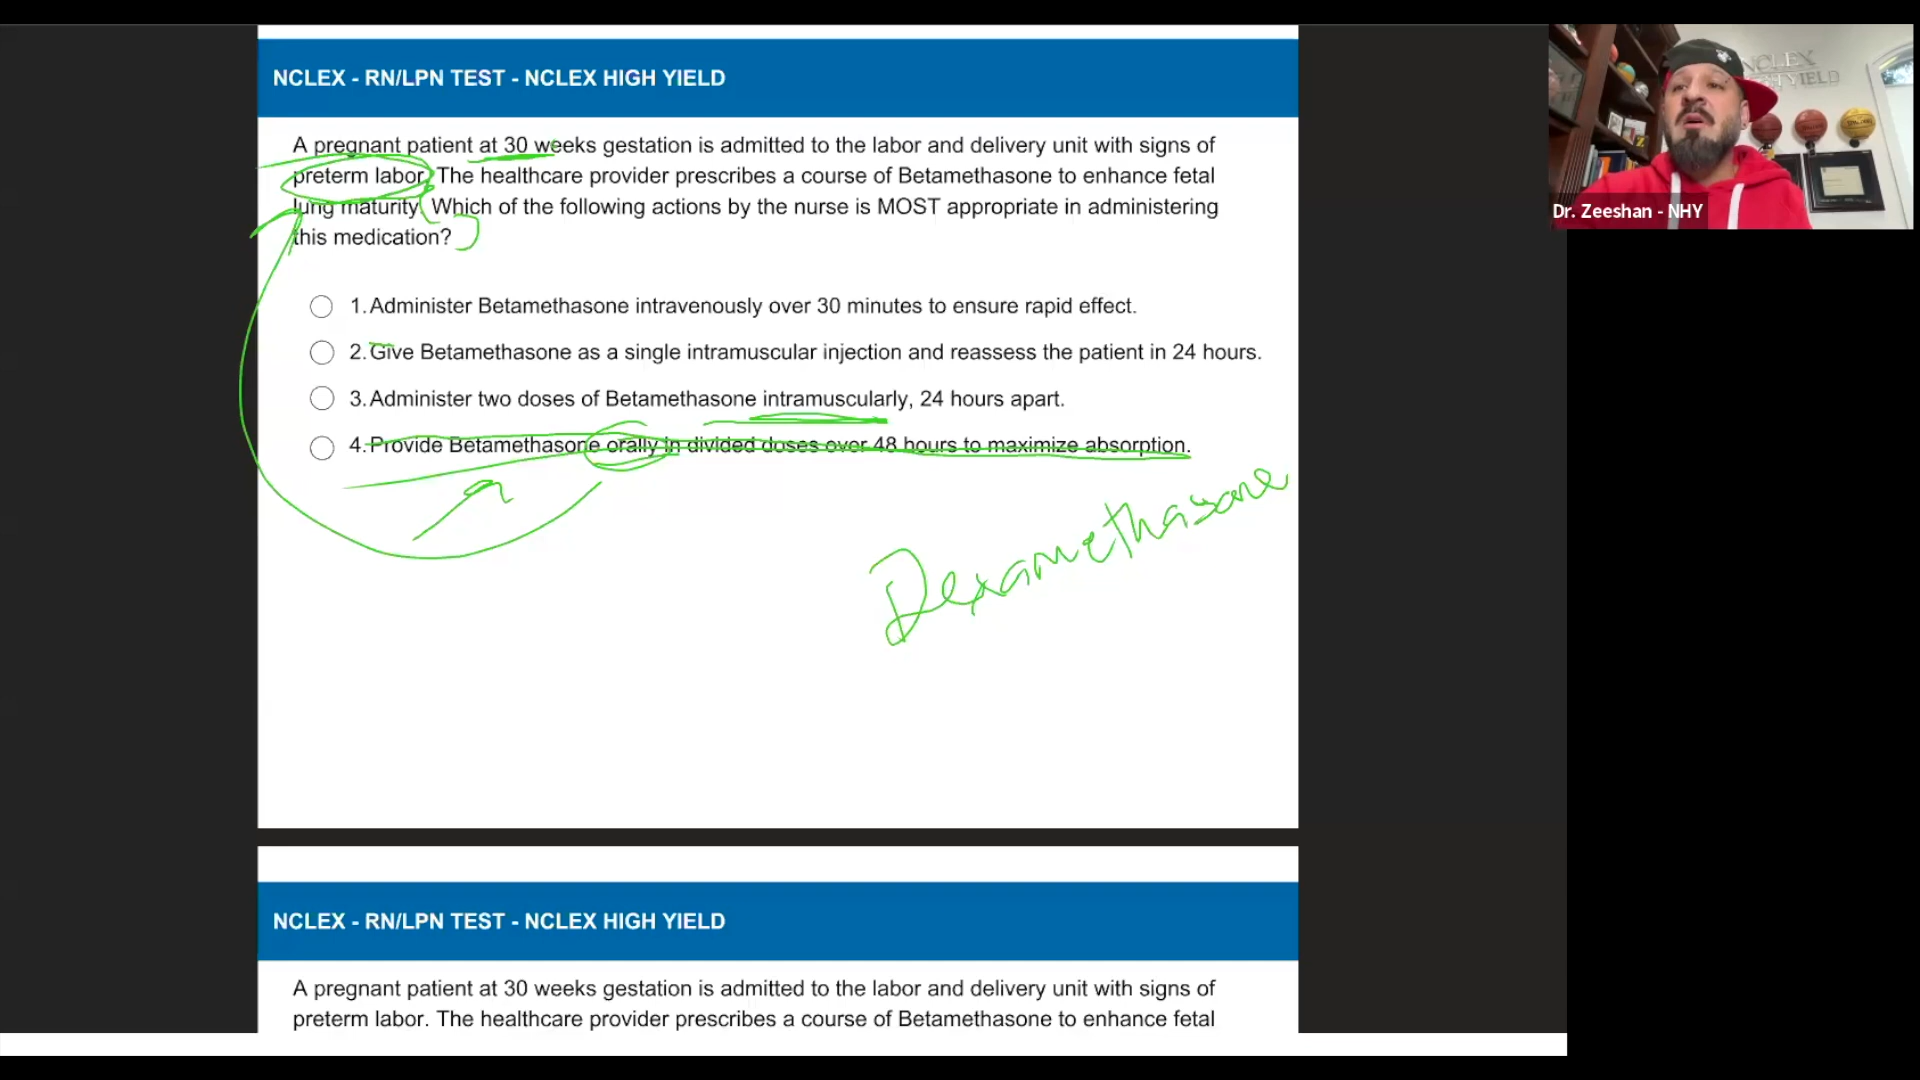 NCLEX - RN/LPN TEST - NCLEX HIGH YIELD
A pregnant patient at 30 weeks gestation is admitted to the labor and delivery unit with signs of
preterm labor. The healthcare provider prescribes a course of Betamethasone to enhance fetal
lung maturity. Which of the following actions by the nurse is MOST appropriate in administering
this medication?
1. Administer Betamethasone intravenously over 30 minutes to ensure rapid effect.
2. Give Betamethasone as a single intramuscular injection and reassess the patient in 24 hours.
3. Administer two doses of Betamethasone intramuscularly, 24 hours apart.
4. Provide Betamethasone orally in divided doses over 48 hours to maximize absorption.
Dexamethasone
NCLEX - RN/LPN TEST - NCLEX HIGH YIELD
A pregnant patient at 30 weeks gestation is admitted to the labor and delivery unit with signs of
preterm labor. The healthcare provider prescribes a course of Betamethasone to enhance fetal
NCLEX
YIELD
Dr. Zeeshan - NHY